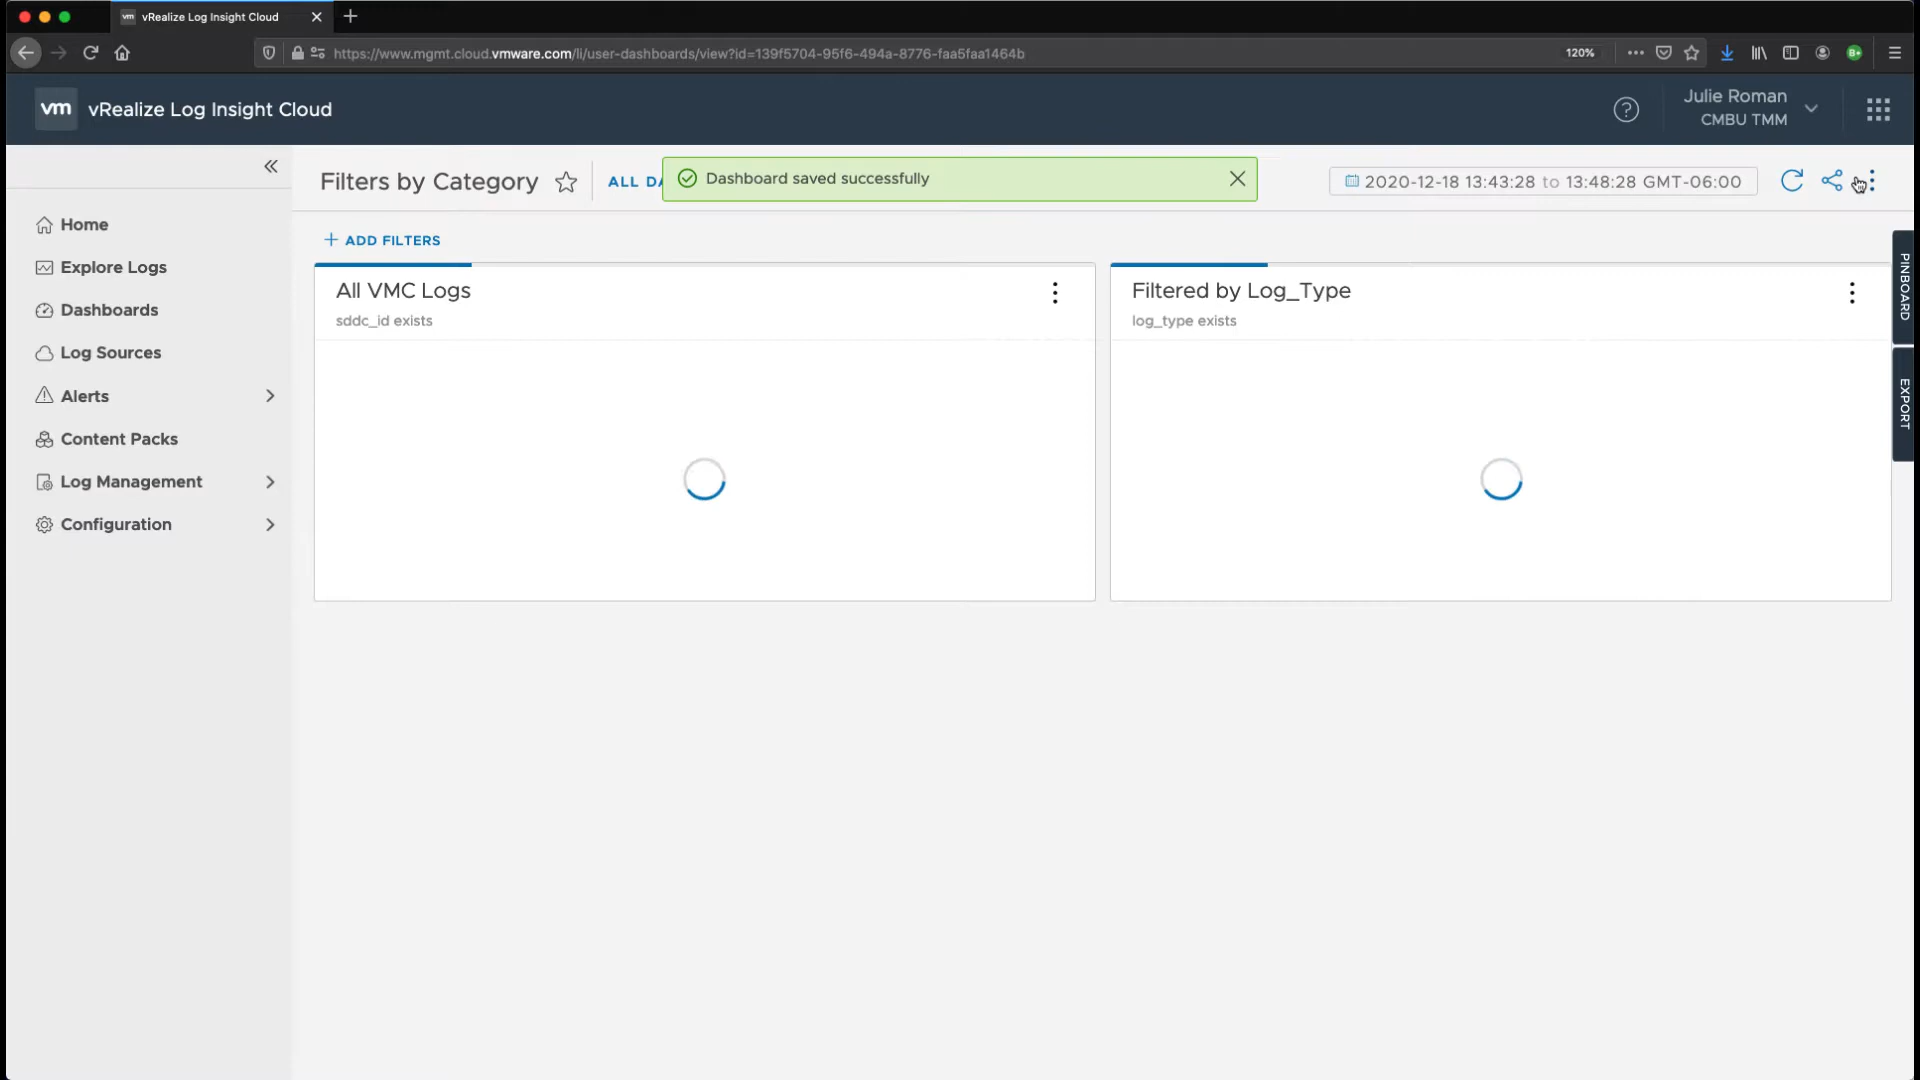 vm vRealize Log Insight Cloud
https://www.mgmt.cloud.vmware.com/li/user-dashboards/view?id=139f5704-95f6-494a-8776-faa5faa1464b
120%
vm vRealize Log Insight Cloud
Julie Roman
CMBU TMM
Filters by Category
ALL DA
Dashboard saved successfully
2020-12-18 13:43:28 to 13:48:28 GMT-06:00
Home
Explore Logs
Dashboards
Log Sources
Alerts
Content Packs
Log Management
Configuration
+ ADD FILTERS
All VMC Logs
sddc_id exists
Filtered by Log_Type
log_type exists
PINBOARD
EXPORT